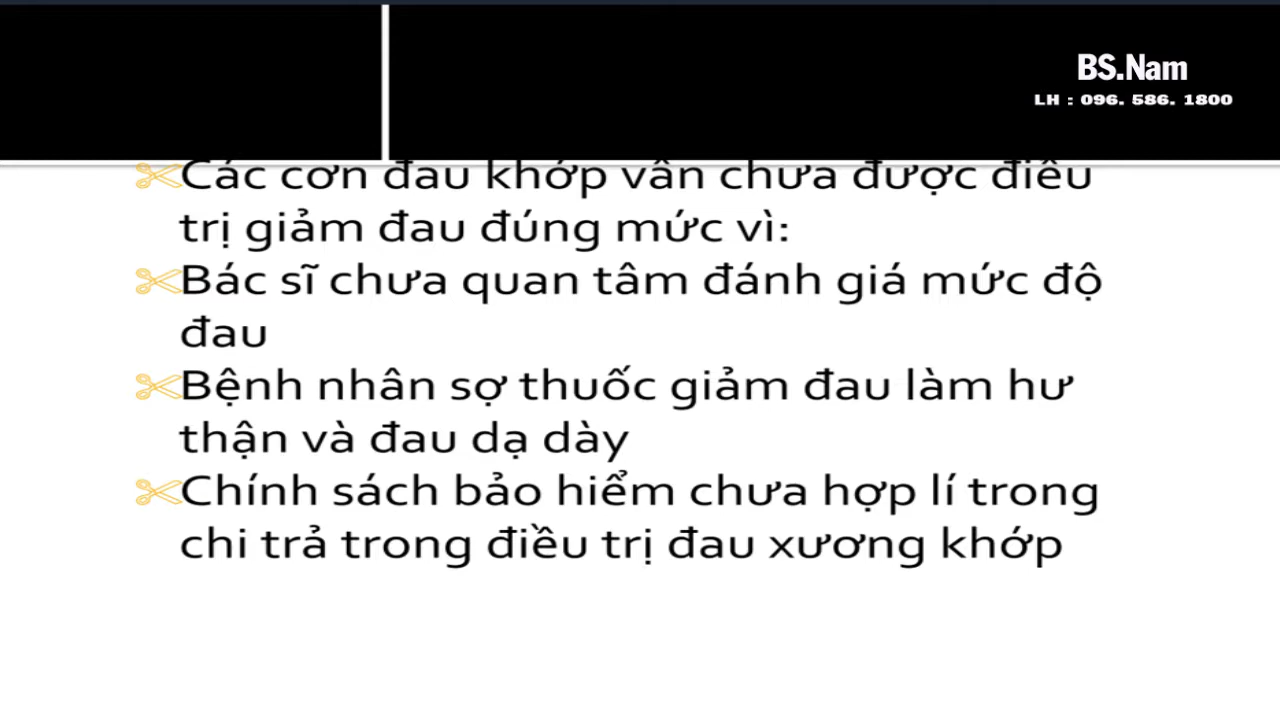 BS.Nam
LH : 096. 586. 1800
Các cơn đau khớp vẫn chưa được điều
trị giảm đau đúng mức vì:
Bác sĩ chưa quan tâm đánh giá mức độ
đau
Bệnh nhân sợ thuốc giảm đau làm hư
thận và đau dạ dày
Chính sách bảo hiểm chưa hợp lí trong
chi trả trong điều trị đau xương khớp